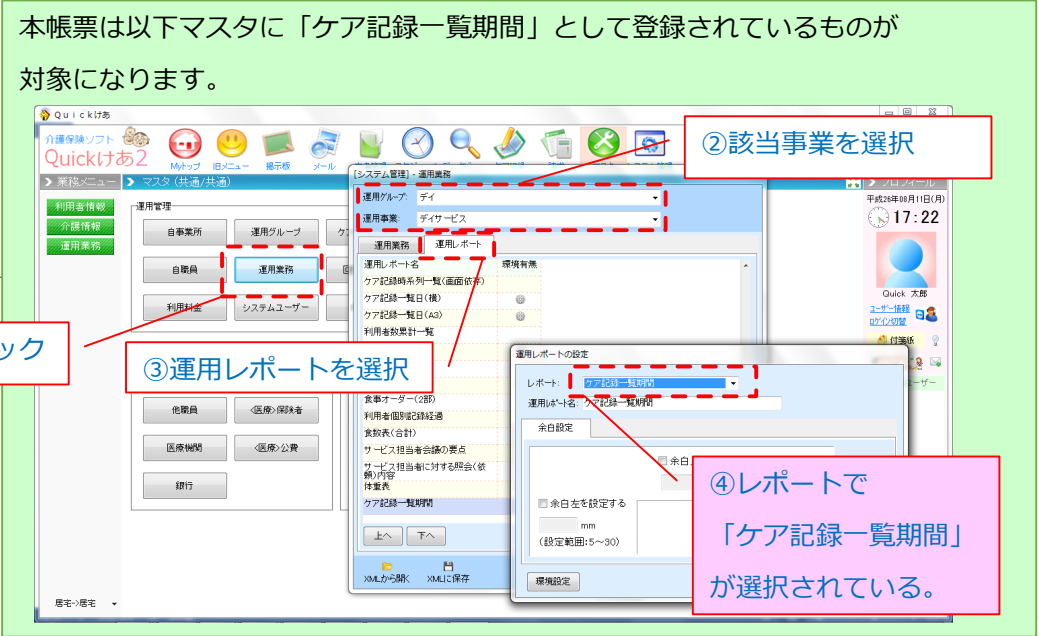 本帳票は以下マスタに「ケア記録一覧期間」として登録されているものが
対象になります。
Quickけあ
介護保険ソフト
Quickけあ2
Myトップ
旧メニュー
掲示板
メール
②該当事業を選択
業務メニュー
マスタ (共通/共通)
プロフィール
利用者情報
介護情報
運用業務
運用管理
自事業所
運用グループ
自職員
運用業務
利用料金
システムユーザー
他職員
<医療>保険者
医療機関
<医療>公費
銀行
居宅->居宅
[システム管理] - 運用業務
運用グループ: デイ
運用事業: デイサービス
運用業務
運用レポート
運用レポート名
環境有無
ケア記録時系列一覧(画面依存)
ケア記録一覧日(横)
ケア記録一覧日(A3)
利用者数累計一覧
食事オーダー(2部)
利用者個別記録経過
食数表(合計)
サービス担当者会議の要点
サービス担当者に対する照会(依
頼)内容
体重表
ケア記録一覧期間
上へ
下へ
XMLから開く
XMLに保存
ック
③運用レポートを選択
運用レポートの設定
レポート: ケア記録一覧期間
運用レポート名: ケア記録一覧期間
余白設定
余白
余白左を設定する
mm
(設定範囲:5～30)
環境設定
④レポートで
「ケア記録一覧期間」
が選択されている。
平成26年08月11日(月)
17:22
Quick 太郎
ユーザー情報
ログイン切替
付箋紙
ーザー